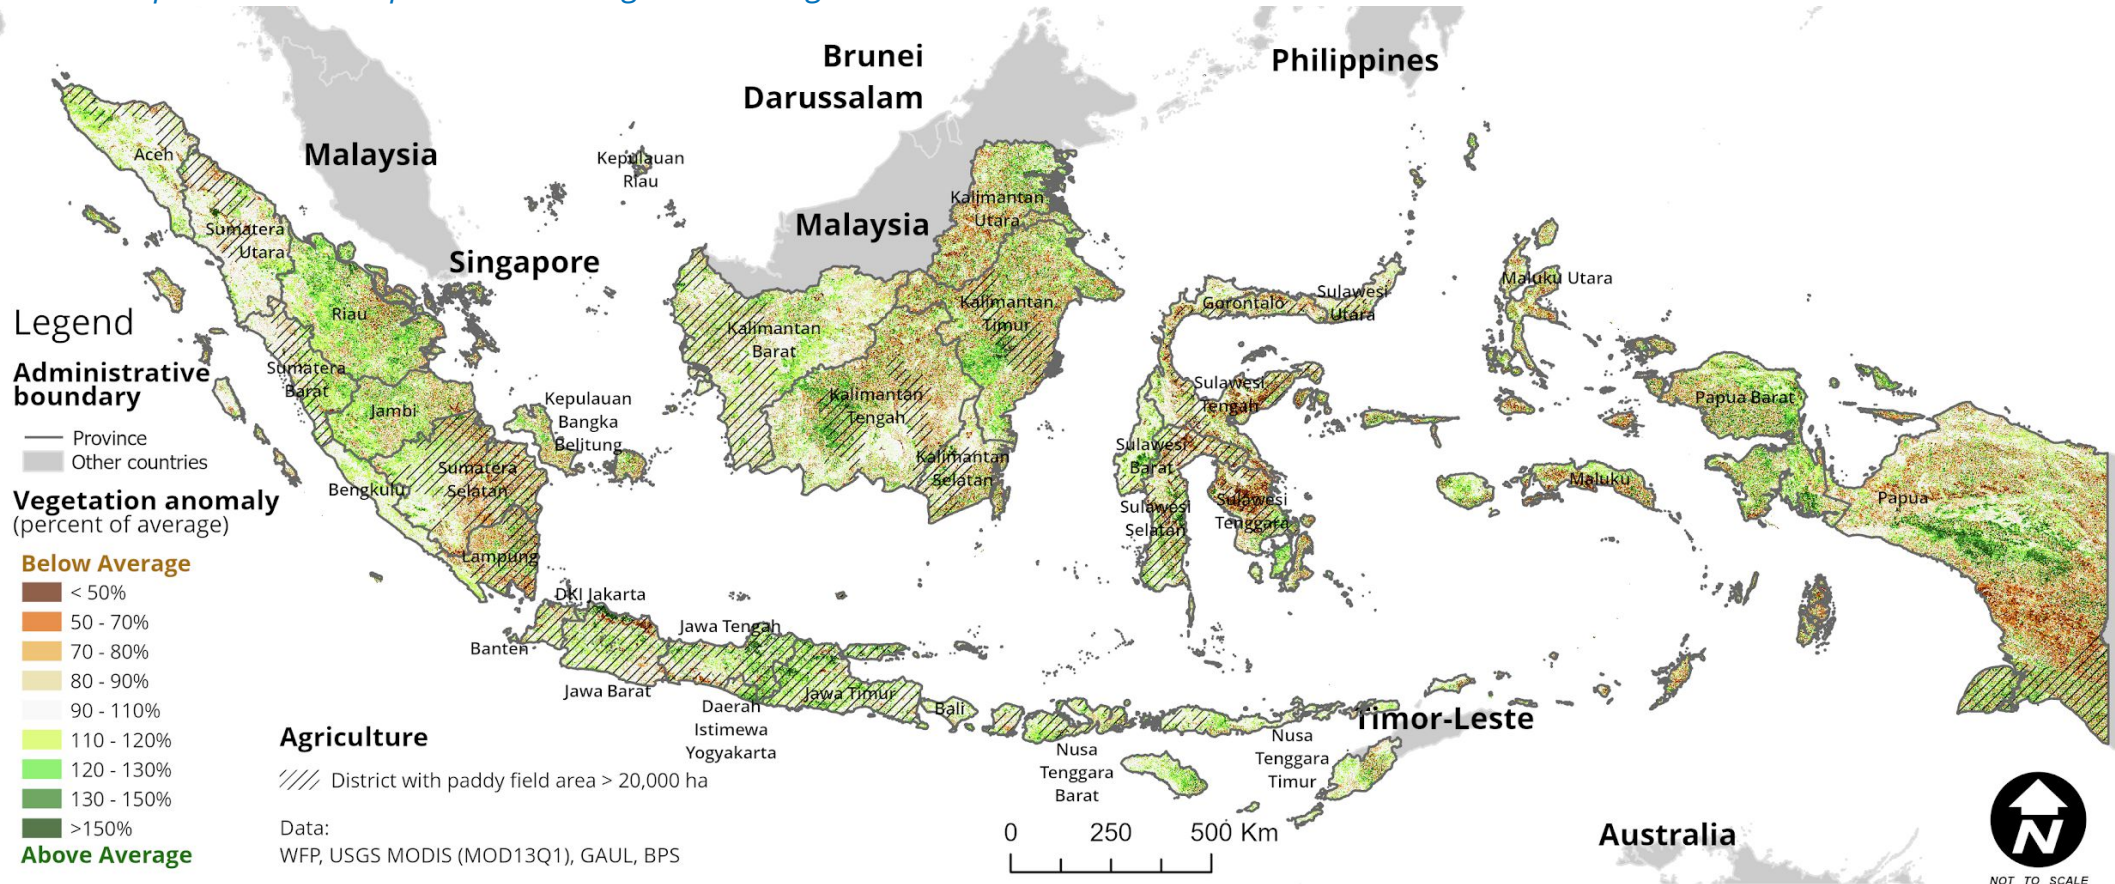 Brunei
Darussalam
Philippines
Malaysia
Kepulauan
Riau
Aceh
Kalimantan
Utara
Malaysia
Sumatera
Utara
Singapore
Maluku Utara
Kalimantan
Timur
Gorontalo
Sulawesi
Utara
Riau
Kalimantan
Barat
Sumatera
Barat
Jambi
Kepulauan
Bangka
Belitung
Kalimantan
Tengah
Sulawesi
Tengah
Papua Barat
Sulawesi
Barat
Kalimantan
Selatan
Sumatera
Selatan
Bengkulu
Maluku
Papua
Sulawesi
Selatan
Sulawesi
Tenggara
Lampung
DKI Jakarta
Jawa Tengah
Banten
Jawa Barat
Jawa Timur
Daerah
Istimewa
Yogyakarta
Bali
Nusa
Tenggara
Barat
Nusa
Tenggara
Timur
Timor-Leste
Australia
Legend
Administrative
boundary
Province
Other countries
Vegetation anomaly
(percent of average)
Below Average
< 50%
50 - 70%
70 - 80%
80 - 90%
90 - 110%
110 - 120%
120 - 130%
130 - 150%
>150%
Above Average
Agriculture
District with paddy field area > 20,000 ha
Data:
WFP, USGS MODIS (MOD13Q1), GAUL, BPS
0 250 500 Km
N
NOT TO SCALE